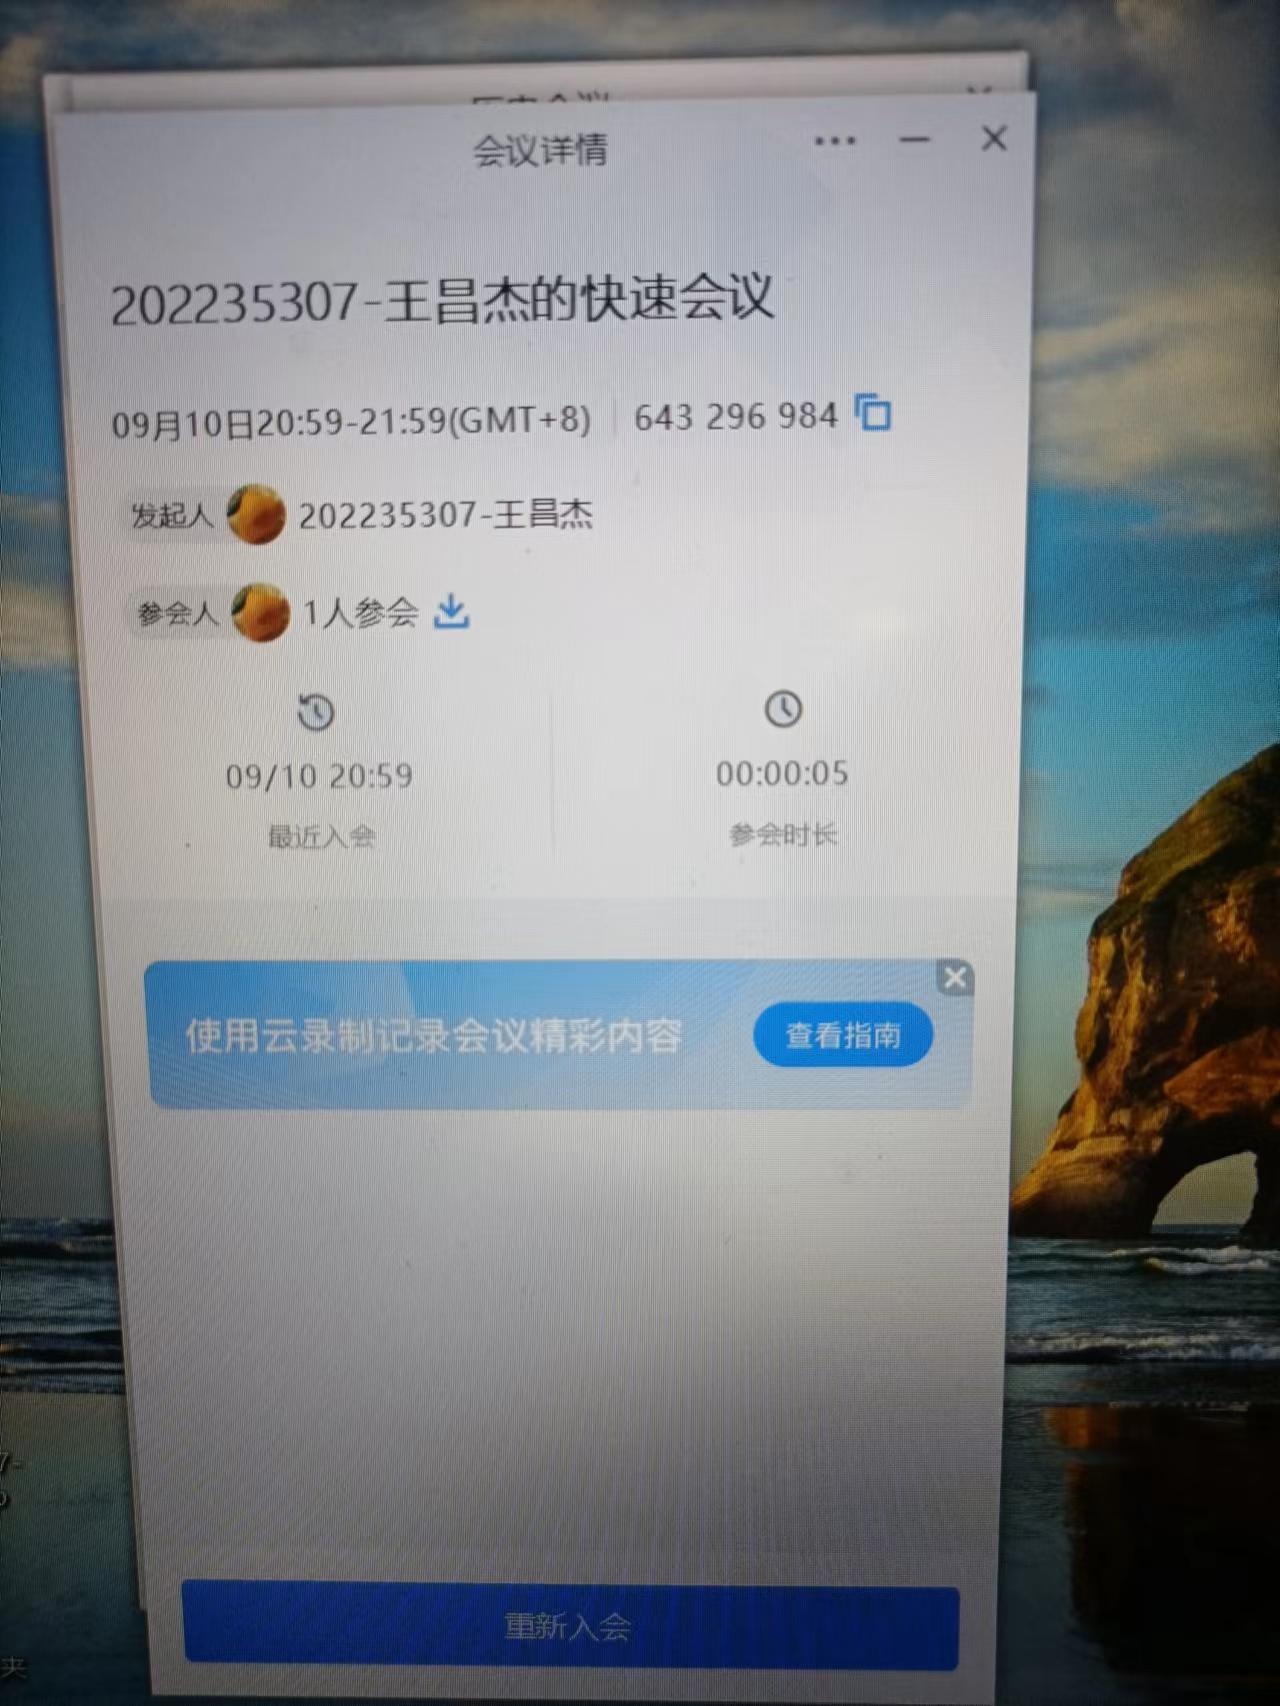 会议详情
202235307-王昌杰的快速会议
09月10日20:59-21:59(GMT+8) 643 296 984
发起人 202235307-王昌杰
参会人 1人参会
09/10 20:59
00:00:05
最近入会
参会时长
使用云录制记录会议精彩内容
查看指南
7-
重新入会
夹